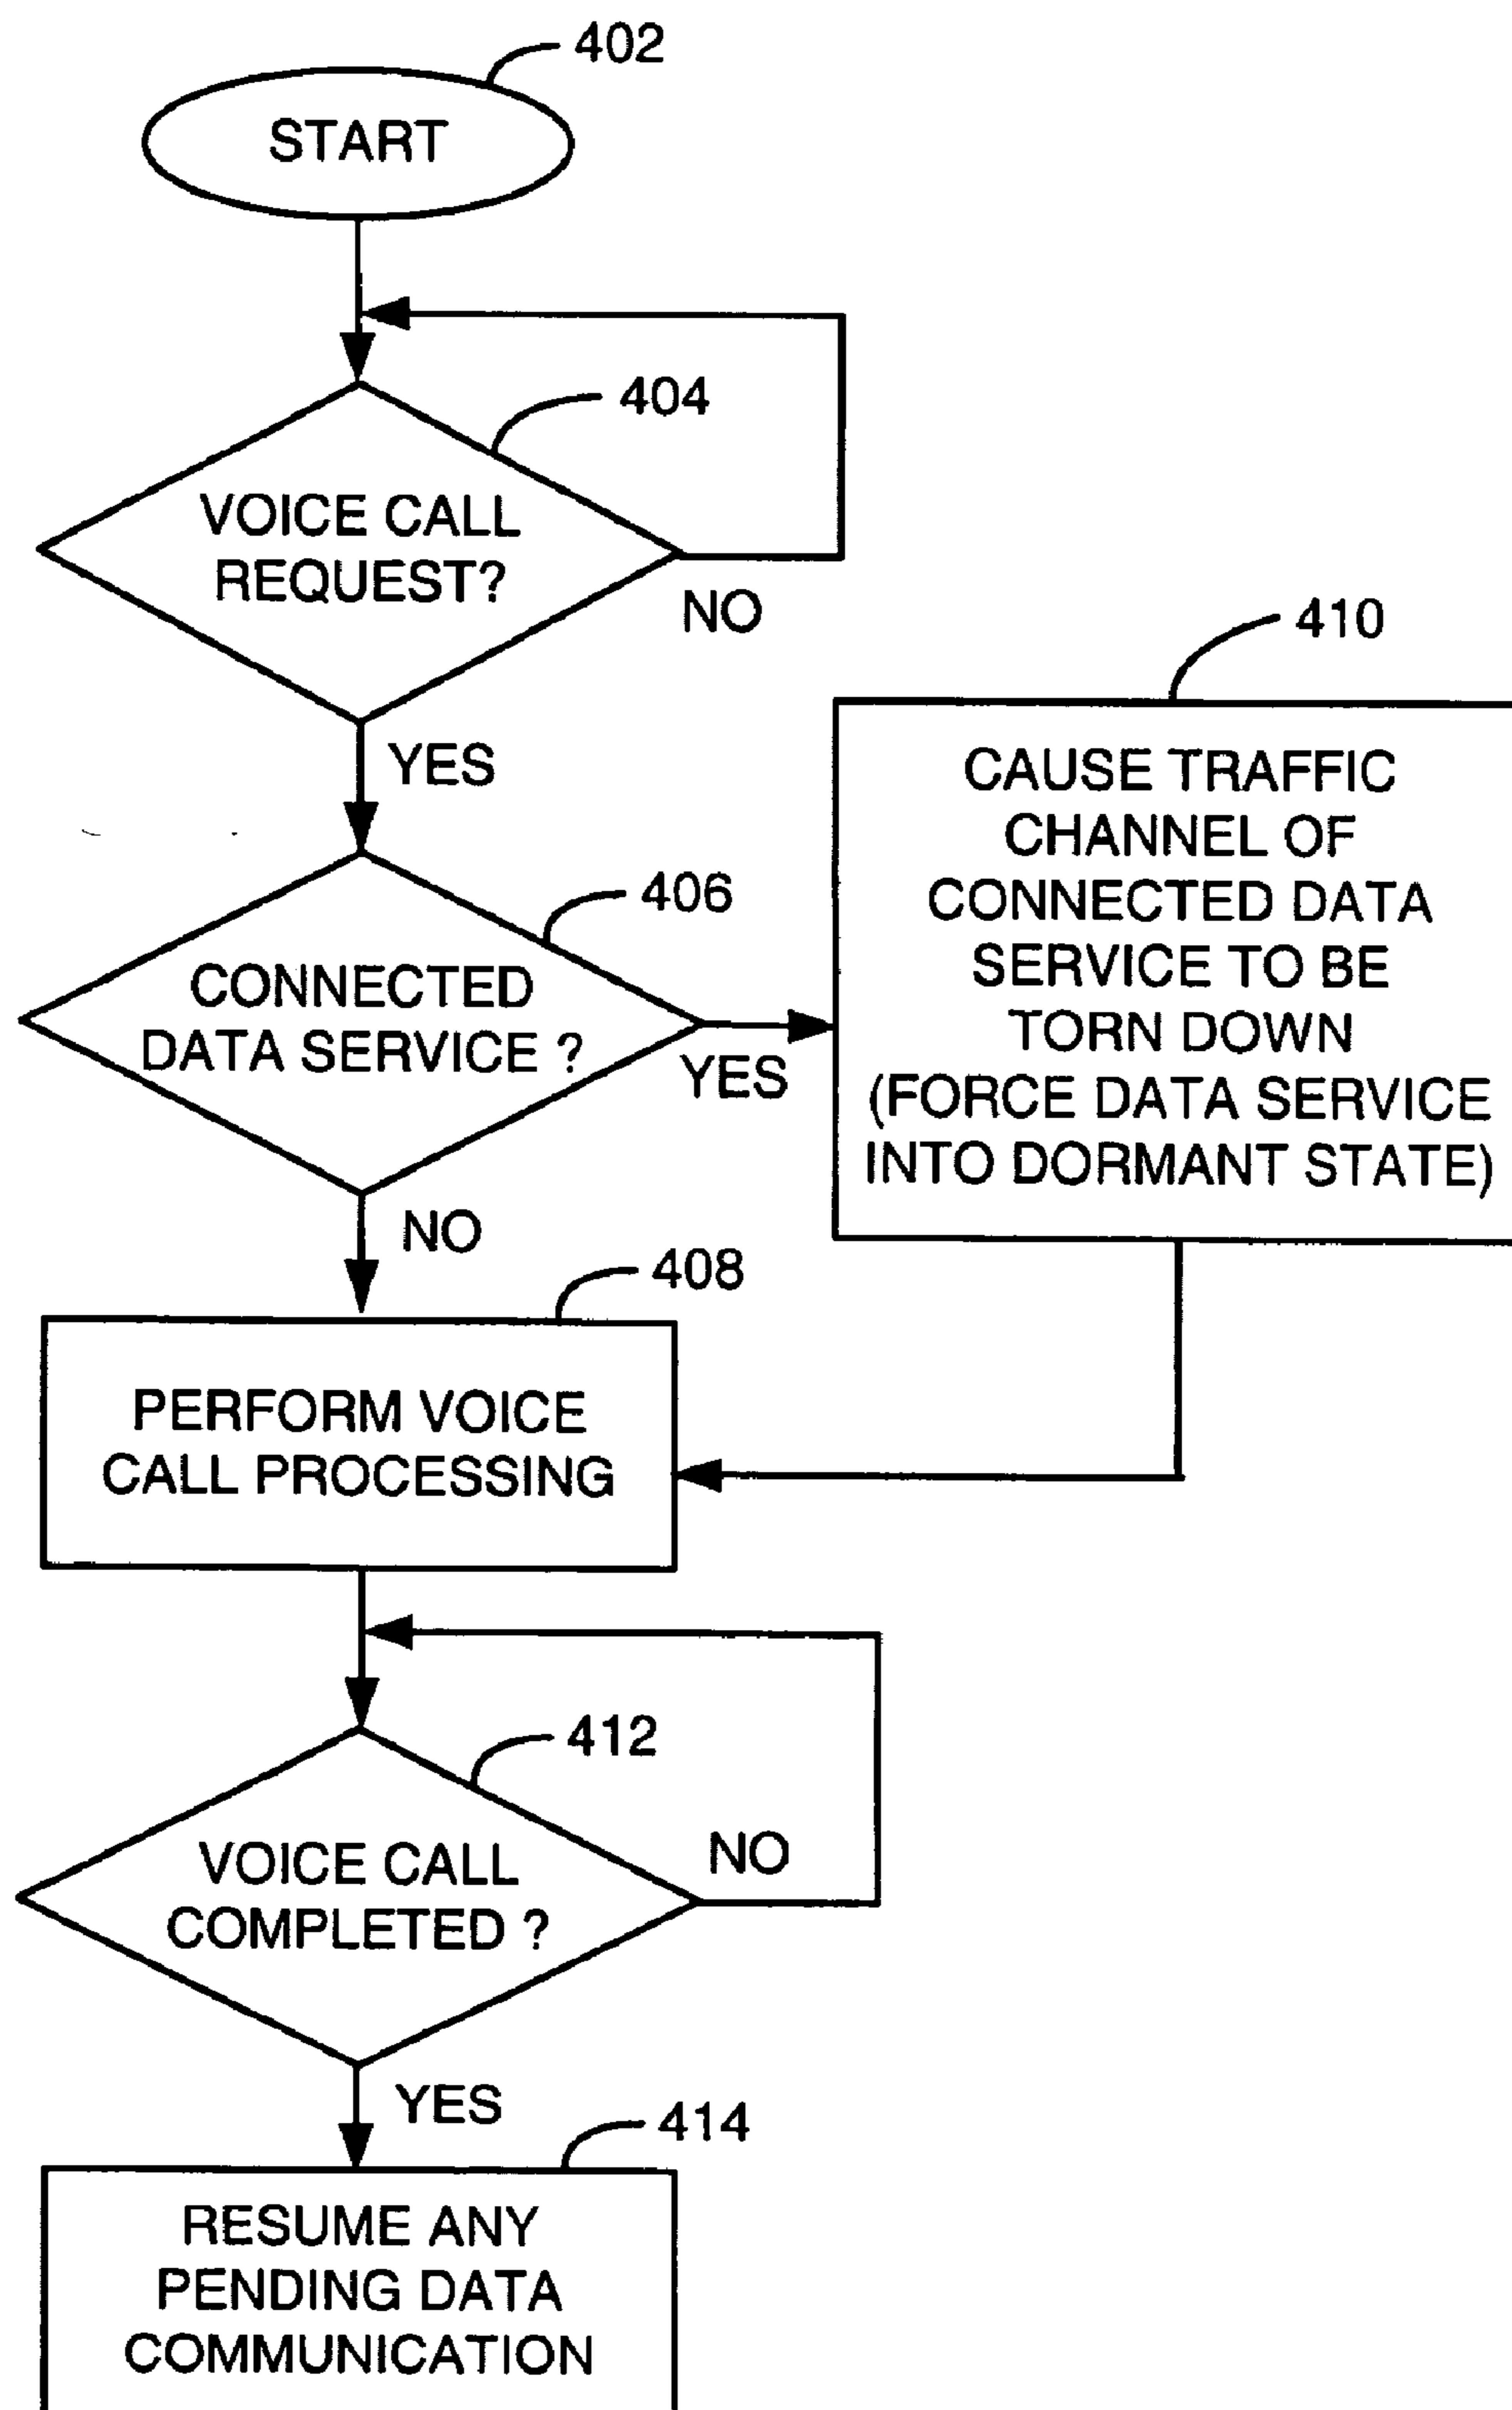 402
START
404
VOICE CALL
REQUEST?
NO
YES
406
CONNECTED
DATA SERVICE ?
YES
410
CAUSE TRAFFIC
CHANNEL OF
CONNECTED DATA
SERVICE TO BE
TORN DOWN
(FORCE DATA SERVICE
INTO DORMANT STATE)
NO
408
PERFORM VOICE
CALL PROCESSING
412
VOICE CALL
COMPLETED ?
NO
YES
414
RESUME ANY
PENDING DATA
COMMUNICATION